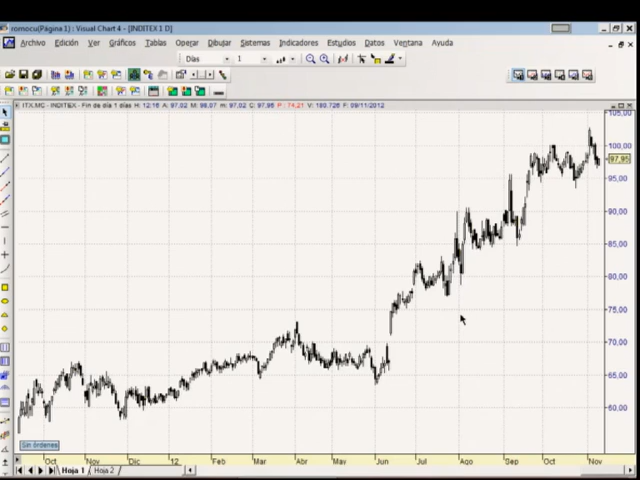 romocu(Página 1) - Visual Chart 4 - [INDITEX 1 D]
Archivo Edición Ver Gráficos Tablas Operar Dibujar Sistemas Indicadores Estudios Datos Ventana Ayuda
Días 1
ITX.MC - INDITEX - Fin de día 1 días H: 12:16 A: 97,02 M: 98,07 m: 97,02 C: 97,95 P : 74,21 V: 193.726 F: 09/11/2012
105,00
100,00
97,95
95,00
90,00
85,00
80,00
75,00
70,00
65,00
60,00
Sin órdenes
Oct Nov Dic 12 Feb Mar Abr May Jun Jul Ago Sep Oct Nov
Hoja 1 Hoja 2